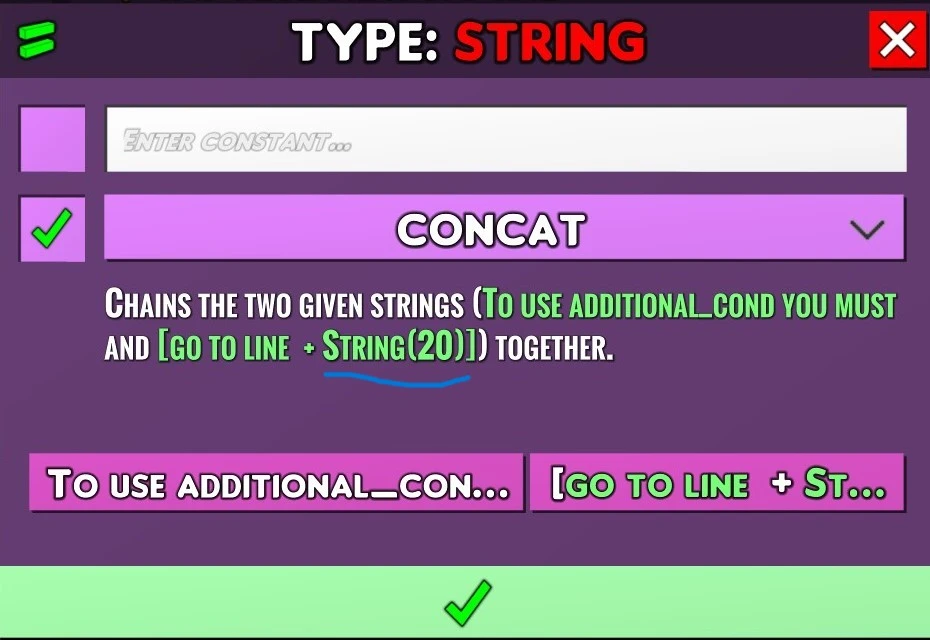 TYPE: STRING
ENTER CONSTANT...
CONCAT
CHAINS THE TWO GIVEN STRINGS (TO USE ADDITIONAL_COND YOU MUST
AND [GO TO LINE + STRING(20)]) TOGETHER.
TO USE ADDITIONAL_CON... [GO TO LINE + ST...